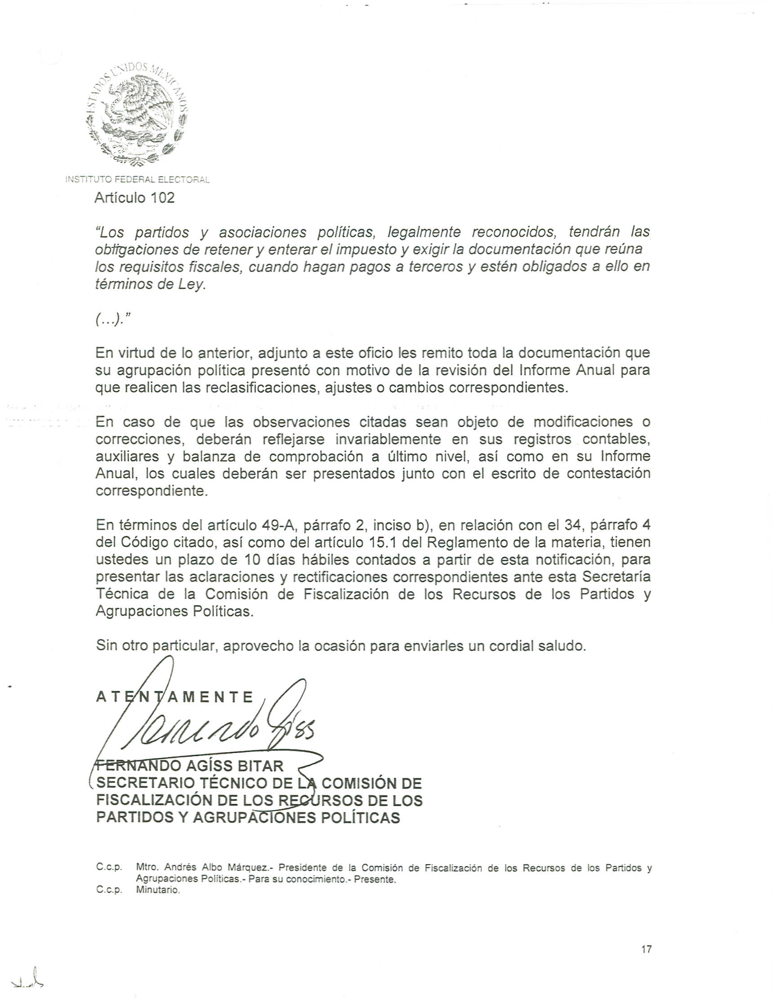 ESTADOS UNIDOS MEXICANOS
INSTITUTO FEDERAL ELECTORAL
Artículo 102
“Los partidos y asociaciones políticas, legalmente reconocidos, tendrán las
obligaciones de retener y enterar el impuesto y exigir la documentación que reúna
los requisitos fiscales, cuando hagan pagos a terceros y estén obligados a ello en
términos de Ley.
(...).”
En virtud de lo anterior, adjunto a este oficio les remito toda la documentación que
su agrupación política presentó con motivo de la revisión del Informe Anual para
que realicen las reclasificaciones, ajustes o cambios correspondientes.
En caso de que las observaciones citadas sean objeto de modificaciones o
correcciones, deberán reflejarse invariablemente en sus registros contables,
auxiliares y balanza de comprobación a último nivel, así como en su Informe
Anual, los cuales deberán ser presentados junto con el escrito de contestación
correspondiente.
En términos del artículo 49-A, párrafo 2, inciso b), en relación con el 34, párrafo 4
del Código citado, así como del artículo 15.1 del Reglamento de la materia, tienen
ustedes un plazo de 10 días hábiles contados a partir de esta notificación, para
presentar las aclaraciones y rectificaciones correspondientes ante esta Secretaría
Técnica de la Comisión de Fiscalización de los Recursos de los Partidos y
Agrupaciones Políticas.
Sin otro particular, aprovecho la ocasión para enviarles un cordial saludo.
A T E N T A M E N T E
FERNANDO AGÍSS BITAR
SECRETARIO TÉCNICO DE LA COMISIÓN DE
FISCALIZACIÓN DE LOS RECURSOS DE LOS
PARTIDOS Y AGRUPACIONES POLÍTICAS
C.c.p. Mtro. Andrés Albo Márquez.- Presidente de la Comisión de Fiscalización de los Recursos de los Partidos y
Agrupaciones Políticas.- Para su conocimiento.- Presente.
C.c.p. Minutario.
17